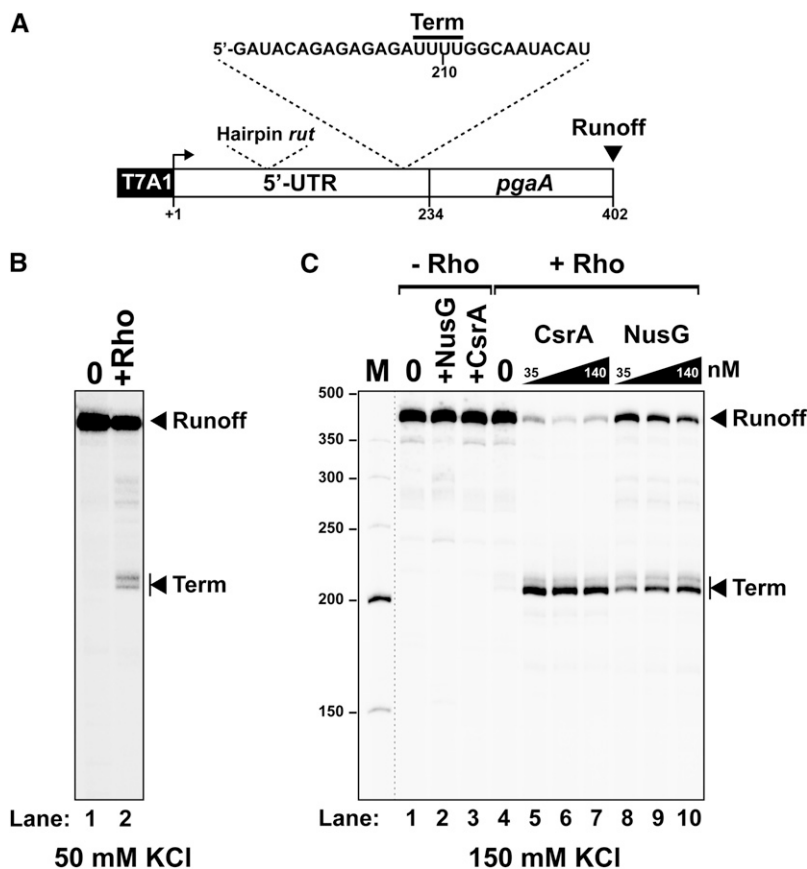 A
Term
5'-GAUACAGAGAGAGAUUUUGGCAAUACAU
210
Hairpin rut
Runoff
T7A1
5'-UTR
pgaA
+1
234
402
B
C
- Rho
+ Rho
0
+Rho
M
0
+NusG
+CsrA
0
CsrA
NusG
35
140
35
140
nM
Runoff
Term
500
350
300
250
200
150
Runoff
Term
Lane: 1 2
Lane: 1 2 3 4 5 6 7 8 9 10
50 mM KCl
150 mM KCl